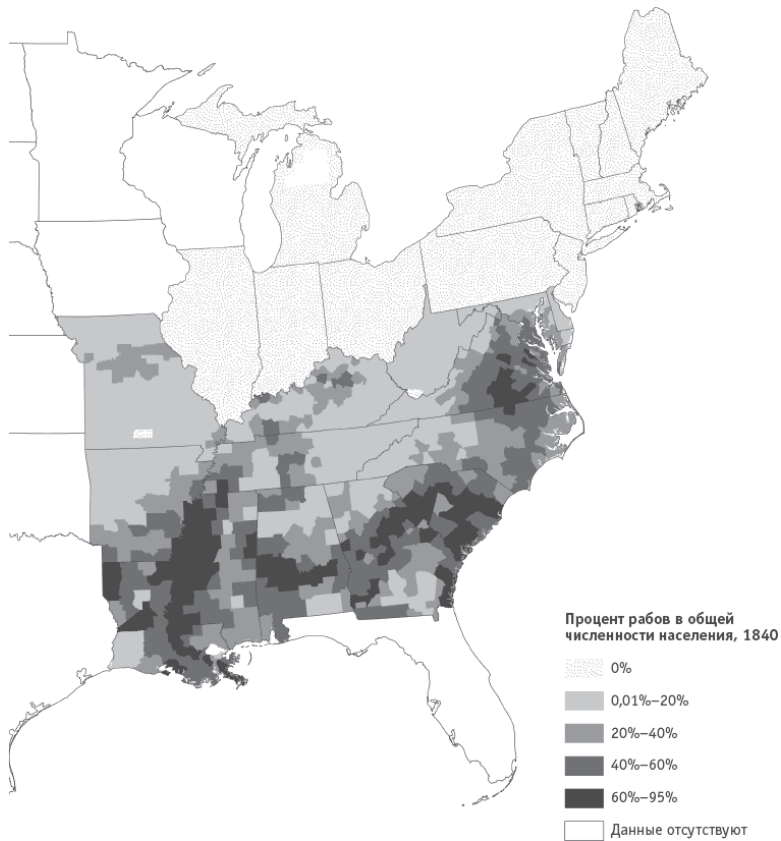 Процент рабов в общей
численности населения, 1840
0%
0,01%–20%
20%–40%
40%–60%
60%–95%
Данные отсутствуют